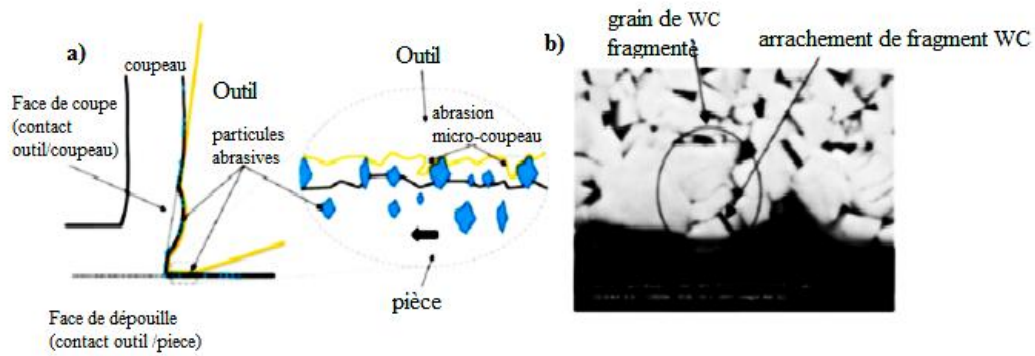 a)
coupeau
Outil
Face de coupe
(contact
outil/coupeau)
particules
abrasives
Face de dépouille
(contact outil /piece)
Outil
abrasion
micro-coupeau
pièce
b)
grain de WC
fragmenté
arrachement de fragment WC